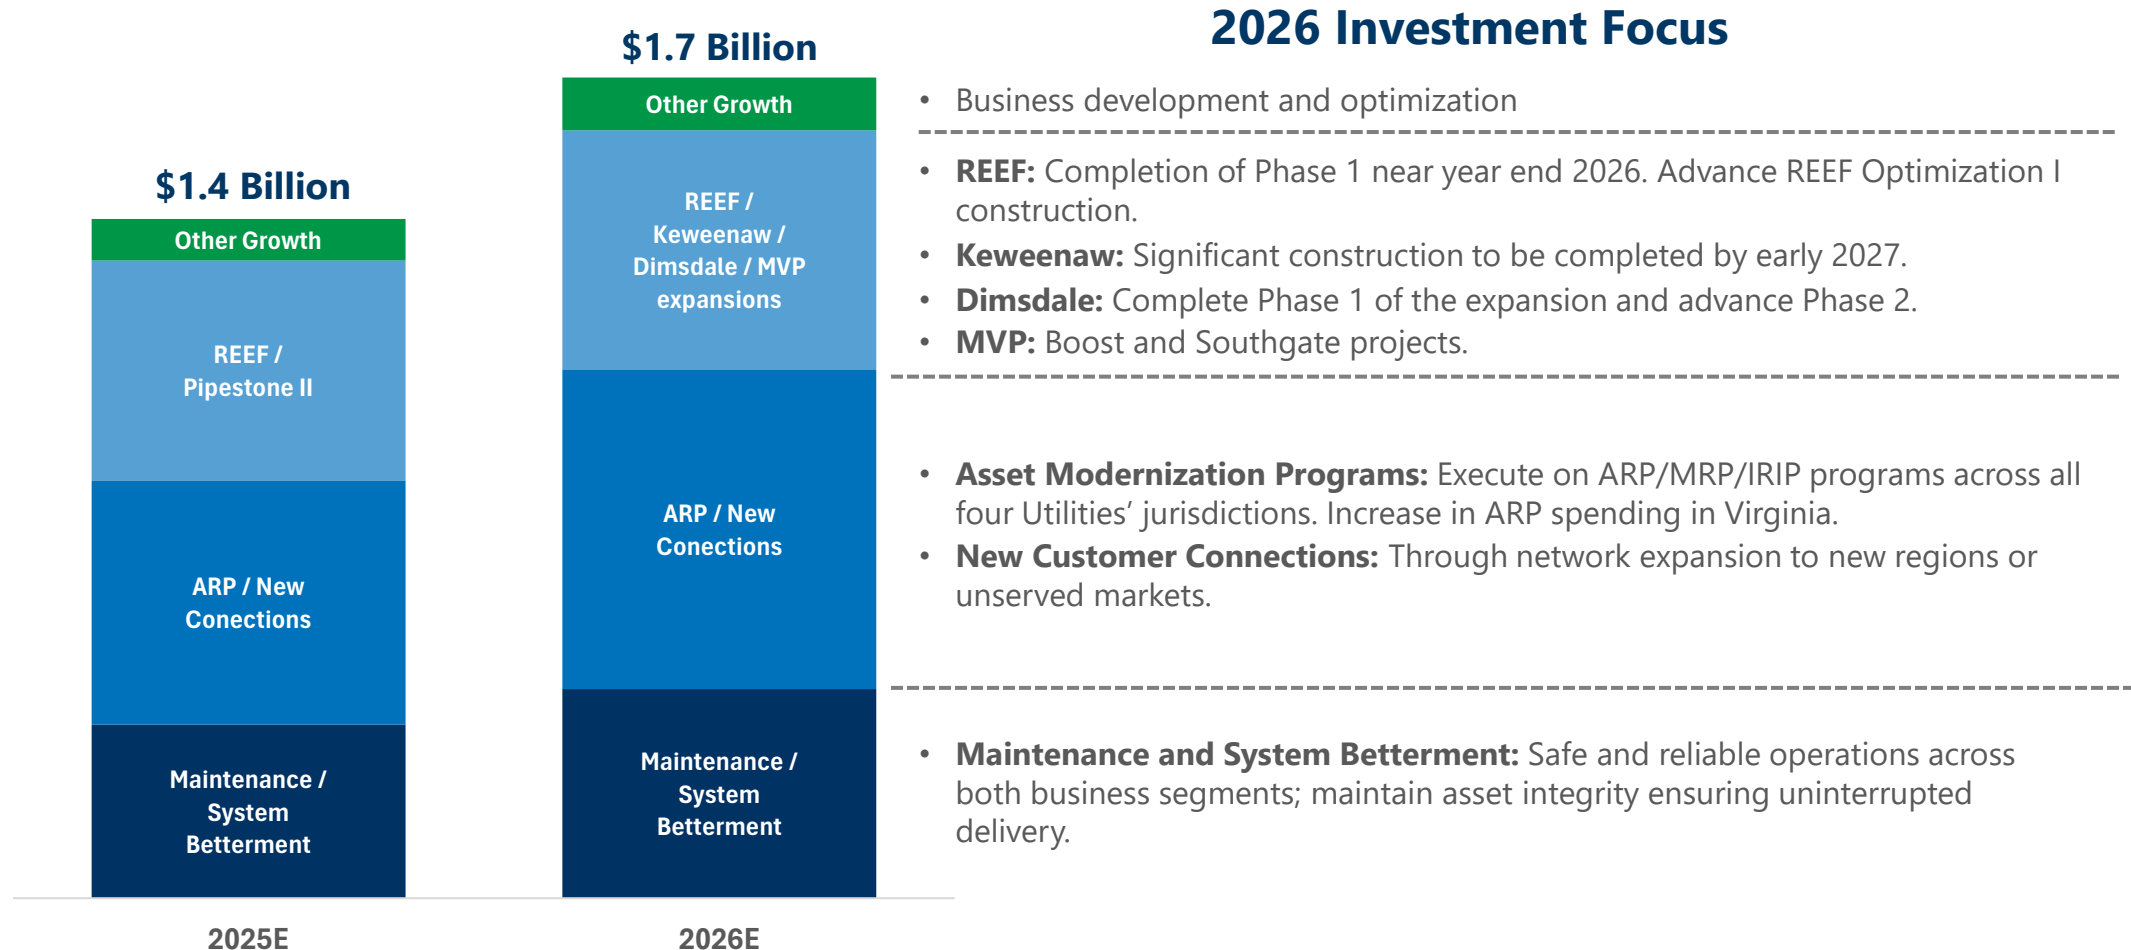 2026 Investment Focus
$1.7 Billion
Other Growth
REEF /
Keweenaw /
Dimsdale / MVP
expansions
ARP / New
Conections
Maintenance /
System
Betterment
2026E
$1.4 Billion
Other Growth
REEF /
Pipestone II
ARP / New
Conections
Maintenance /
System
Betterment
2025E
• Business development and optimization
• REEF: Completion of Phase 1 near year end 2026. Advance REEF Optimization I
construction.
• Keweenaw: Significant construction to be completed by early 2027.
• Dimsdale: Complete Phase 1 of the expansion and advance Phase 2.
• MVP: Boost and Southgate projects.
• Asset Modernization Programs: Execute on ARP/MRP/IRIP programs across all
four Utilities’ jurisdictions. Increase in ARP spending in Virginia.
• New Customer Connections: Through network expansion to new regions or
unserved markets.
• Maintenance and System Betterment: Safe and reliable operations across
both business segments; maintain asset integrity ensuring uninterrupted
delivery.